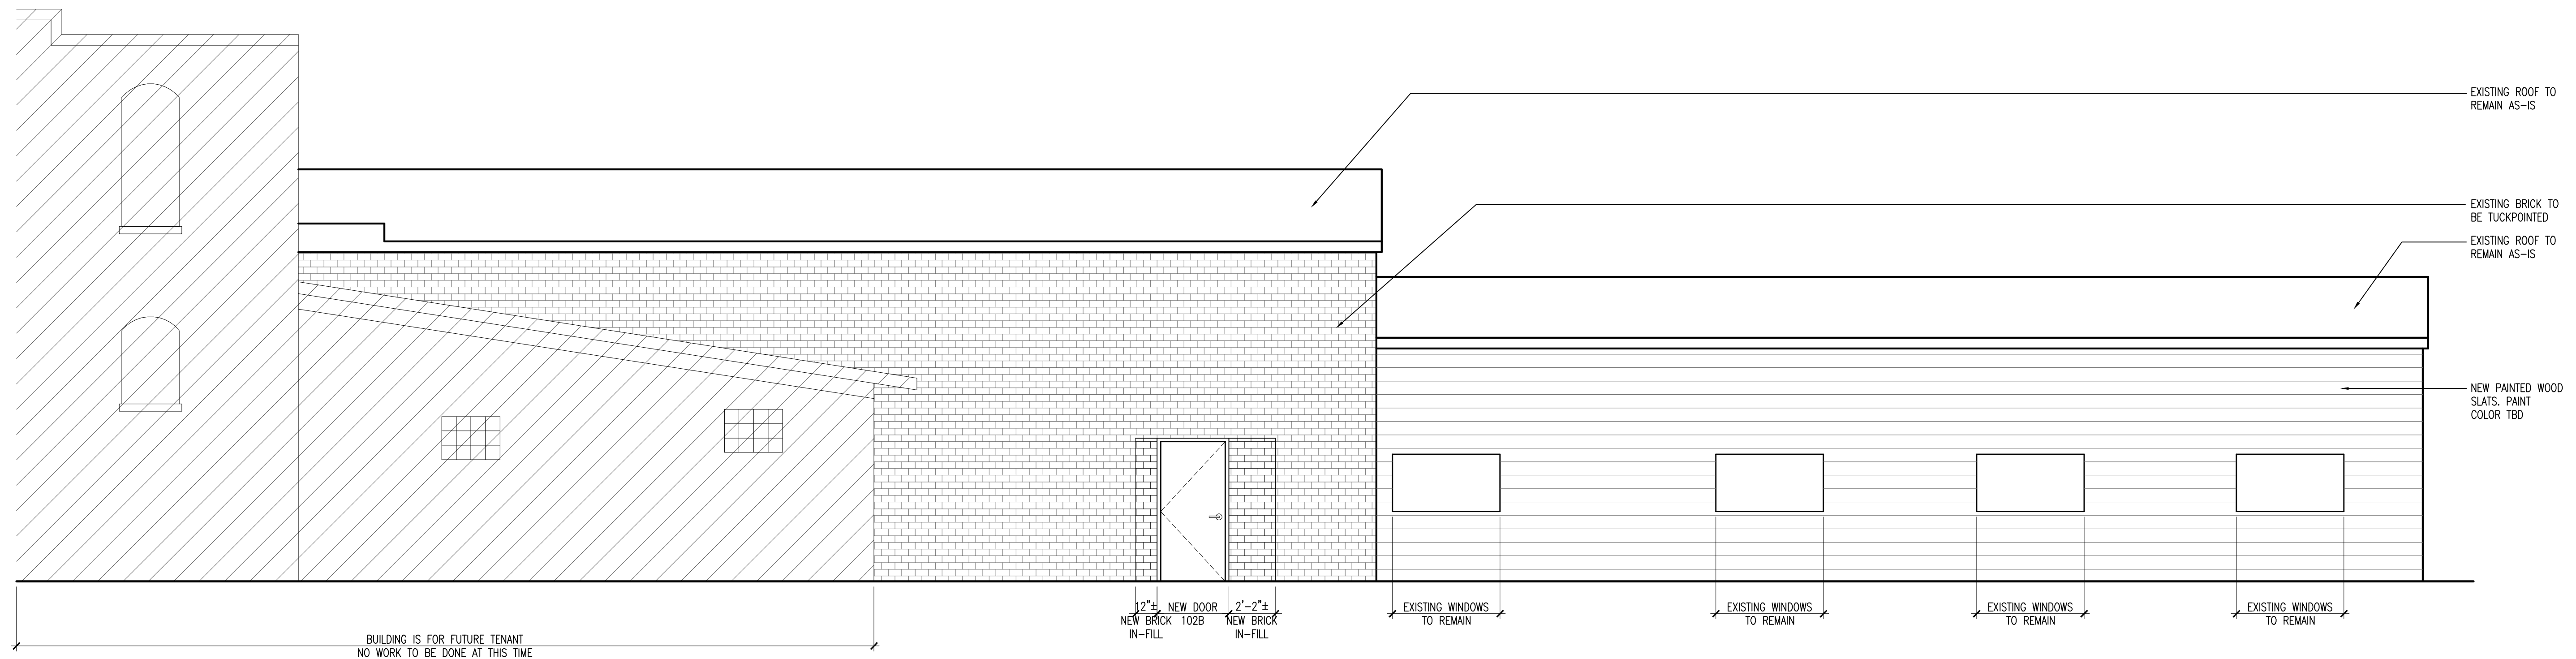 EXISTING ROOF TO
REMAIN AS-IS
EXISTING BRICK TO
BE TUCKPOINTED
EXISTING ROOF TO
REMAIN AS-IS
NEW PAINTED WOOD
SLATS. PAINT
COLOR TBD
12"±
NEW BRICK
IN-FILL
NEW DOOR
102B
2'-2"±
NEW BRICK
IN-FILL
EXISTING WINDOWS
TO REMAIN
EXISTING WINDOWS
TO REMAIN
EXISTING WINDOWS
TO REMAIN
EXISTING WINDOWS
TO REMAIN
BUILDING IS FOR FUTURE TENANT
NO WORK TO BE DONE AT THIS TIME